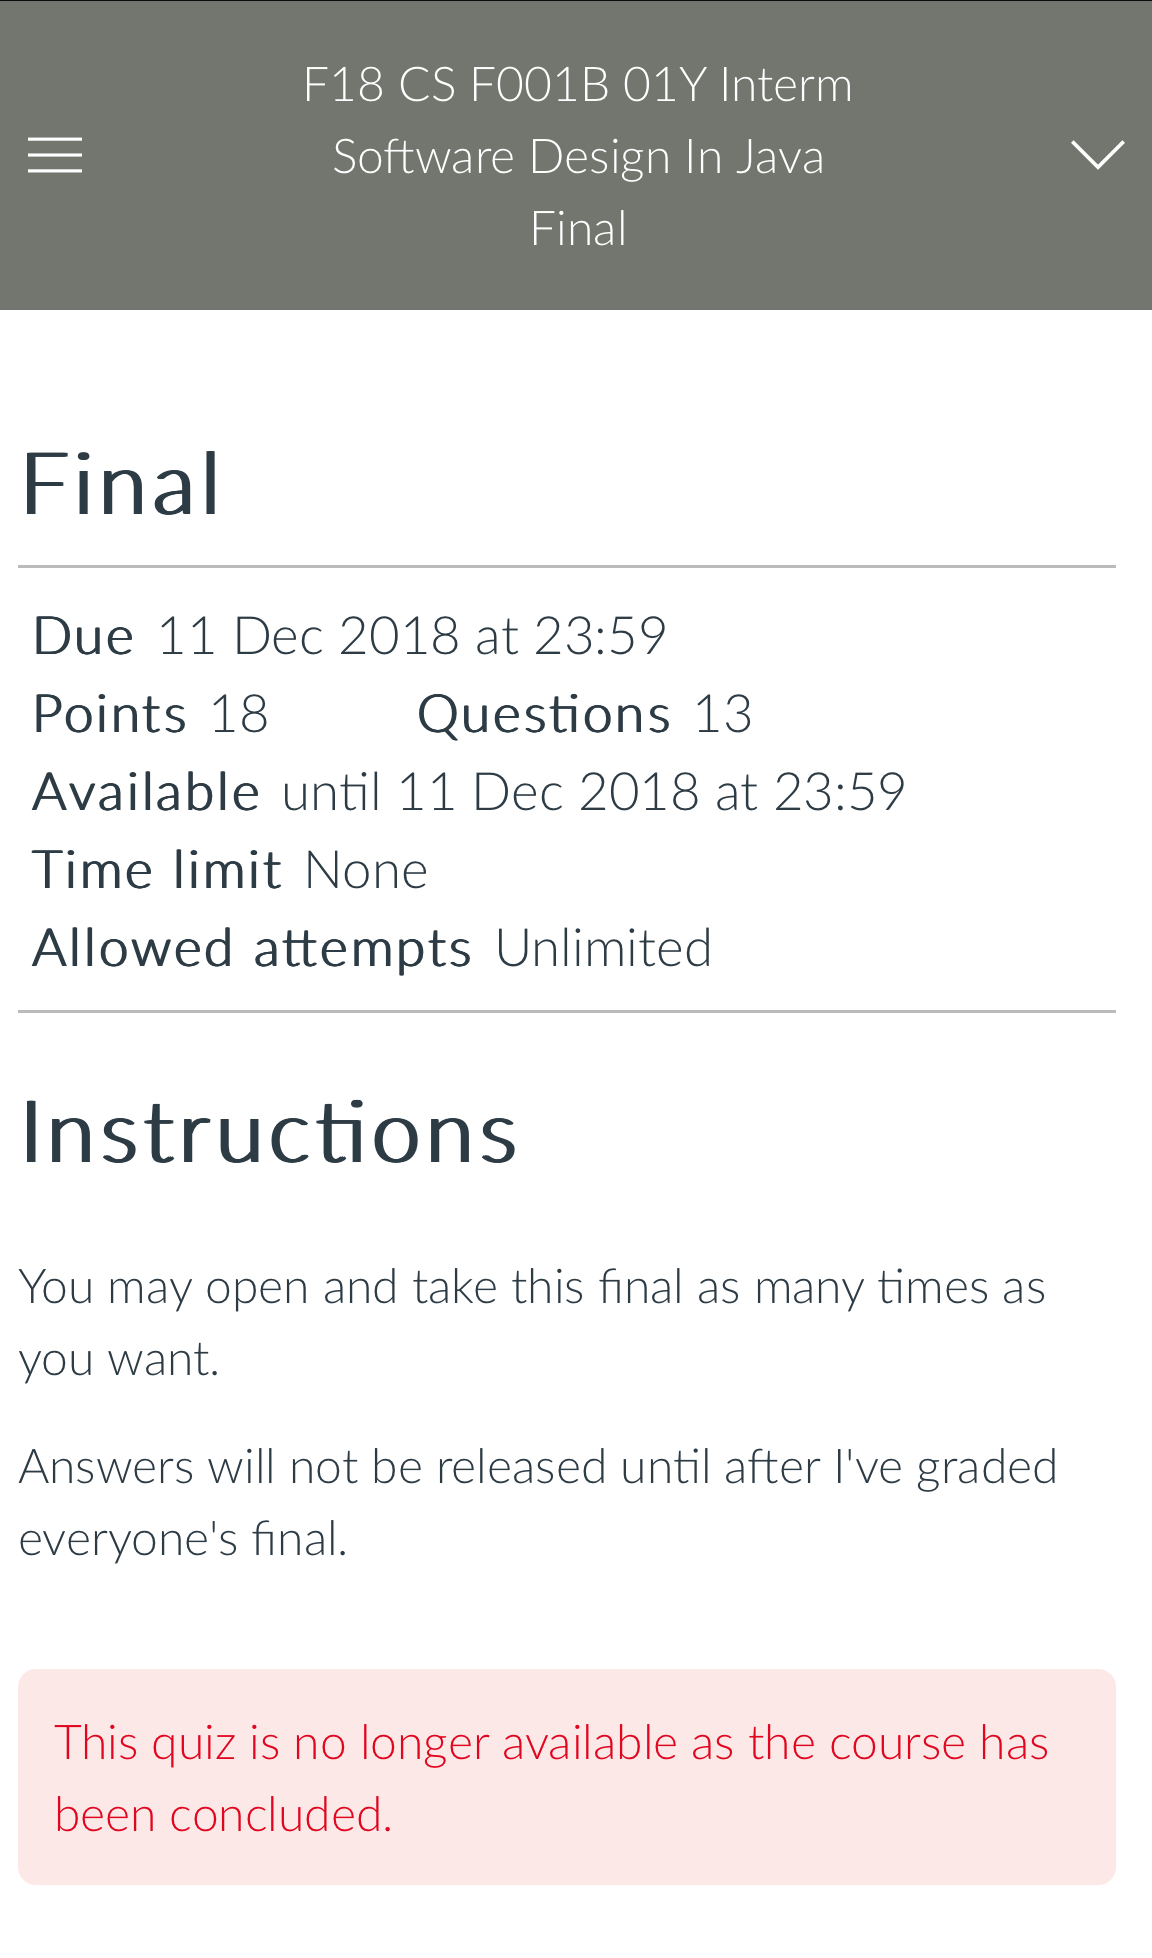 F18 CS F001B 01Y Interm
Software Design In Java
Final
Final
Due 11 Dec 2018 at 23:59
Points 18 Questions 13
Available until 11 Dec 2018 at 23:59
Time limit None
Allowed attempts Unlimited
Instructions
You may open and take this final as many times as
you want.
Answers will not be released until after I've graded
everyone's final.
This quiz is no longer available as the course has
been concluded.